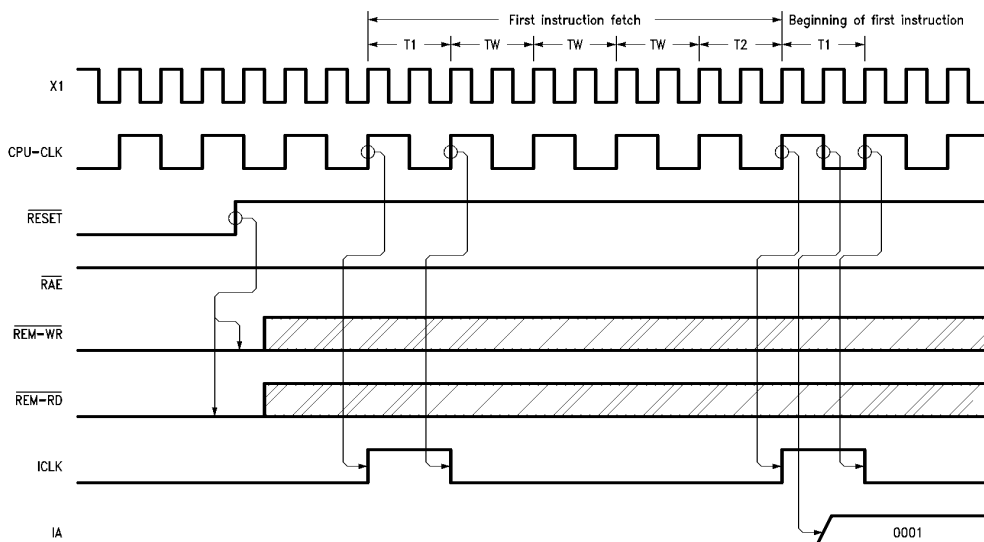 First instruction fetch
Beginning of first instruction
T1 TW TW TW T2 T1
X1
CPU-CLK
RESET
RAE
REM-WR
REM-RD
ICLK
IA
0001